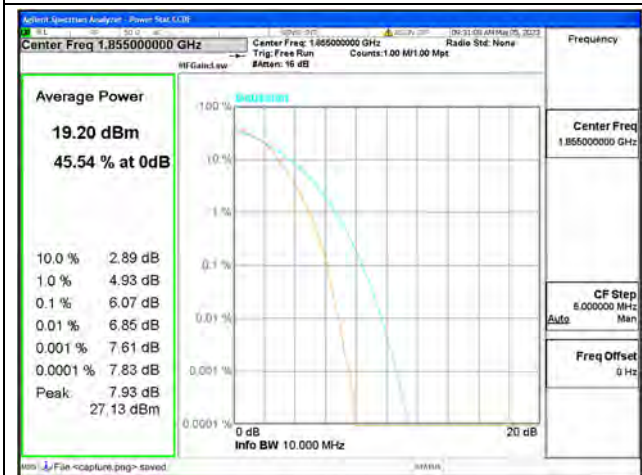 Agilent Spectrum Analyzer - Power Stat CCDF
Center Freq 1.855000000 GHz
Center Freq: 1.855000000 GHz
Radio Std: None
Trig: Free Run
Counts:1.00 M/1.00 Mpt
#IFGain:Low
#Atten: 16 dB
Average Power
19.20 dBm
45.54 % at 0dB
10.0 % 2.89 dB
1.0 % 4.93 dB
0.1 % 6.07 dB
0.01 % 6.85 dB
0.001 % 7.61 dB
0.0001 % 7.83 dB
Peak 7.93 dB
27.13 dBm
100 %
Gaussian
10 %
1 %
0.1 %
0.01 %
0.001 %
0.0001 %
0 dB
20 dB
Info BW 10.000 MHz
Frequency
Center Freq
1.855000000 GHz
CF Step
6.000000 MHz
Auto Man
Freq Offset
0 Hz
MSG
File <capture.png> saved
STATUS